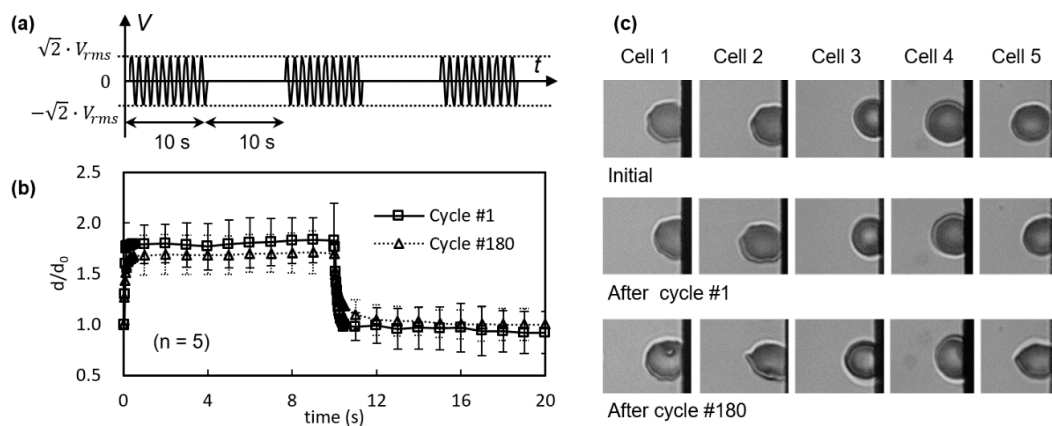 (a)
V
√2 · V_rms
0
t
−√2 · V_rms
10 s
10 s
(b)
2.5
2.0
1.5
1.0
0.5
d/d₀
Cycle #1
Cycle #180
(n = 5)
0
4
8
12
16
20
time (s)
(c)
Cell 1 Cell 2 Cell 3 Cell 4 Cell 5
Initial
After cycle #1
After cycle #180